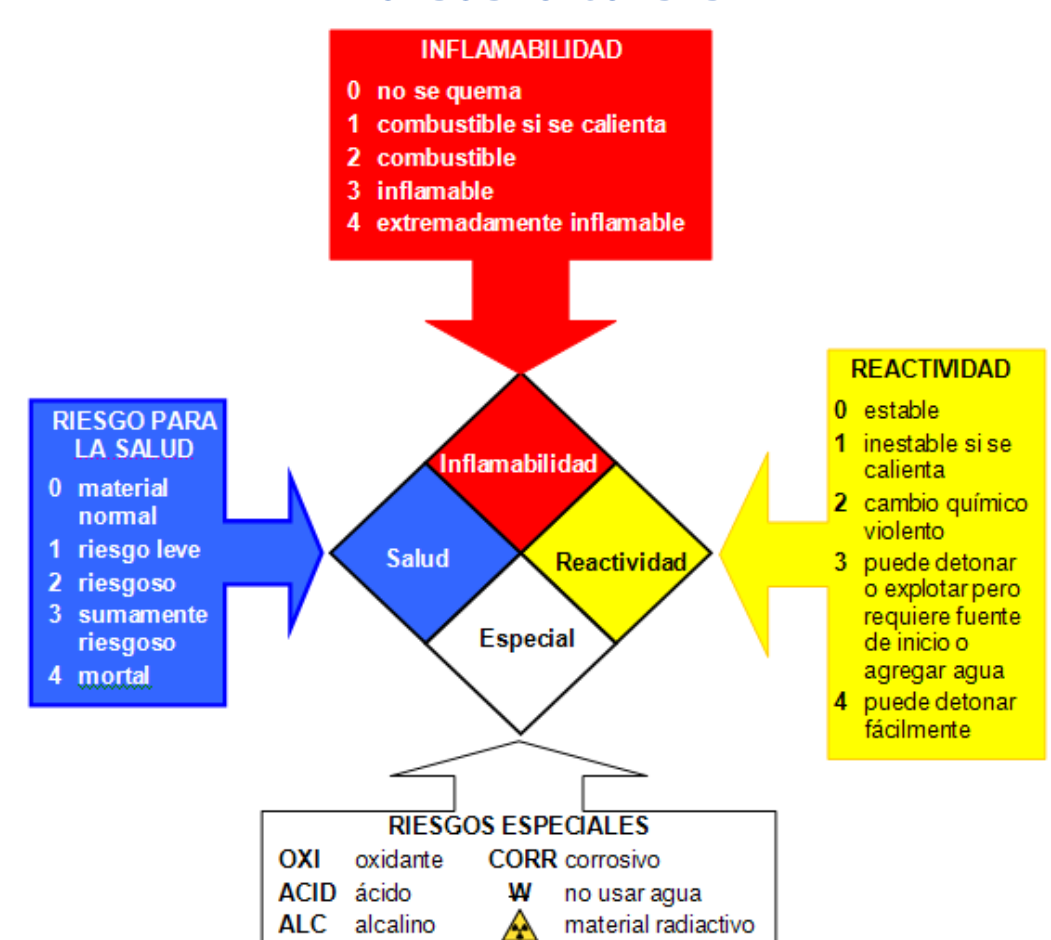 INFLAMABILIDAD
0 no se quema
1 combustible si se calienta
2 combustible
3 inflamable
4 extremadamente inflamable
RIESGO PARA
LA SALUD
0 material
normal
1 riesgo leve
2 riesgoso
3 sumamente
riesgoso
4 mortal
Inflamabilidad
Salud
Reactividad
Especial
REACTIVIDAD
0 estable
1 inestable si se
calienta
2 cambio químico
violento
3 puede detonar
o explotar pero
requiere fuente
de inicio o
agregar agua
4 puede detonar
fácilmente
RIESGOS ESPECIALES
OXI oxidante CORR corrosivo
ACID ácido W no usar agua
ALC alcalino material radiactivo